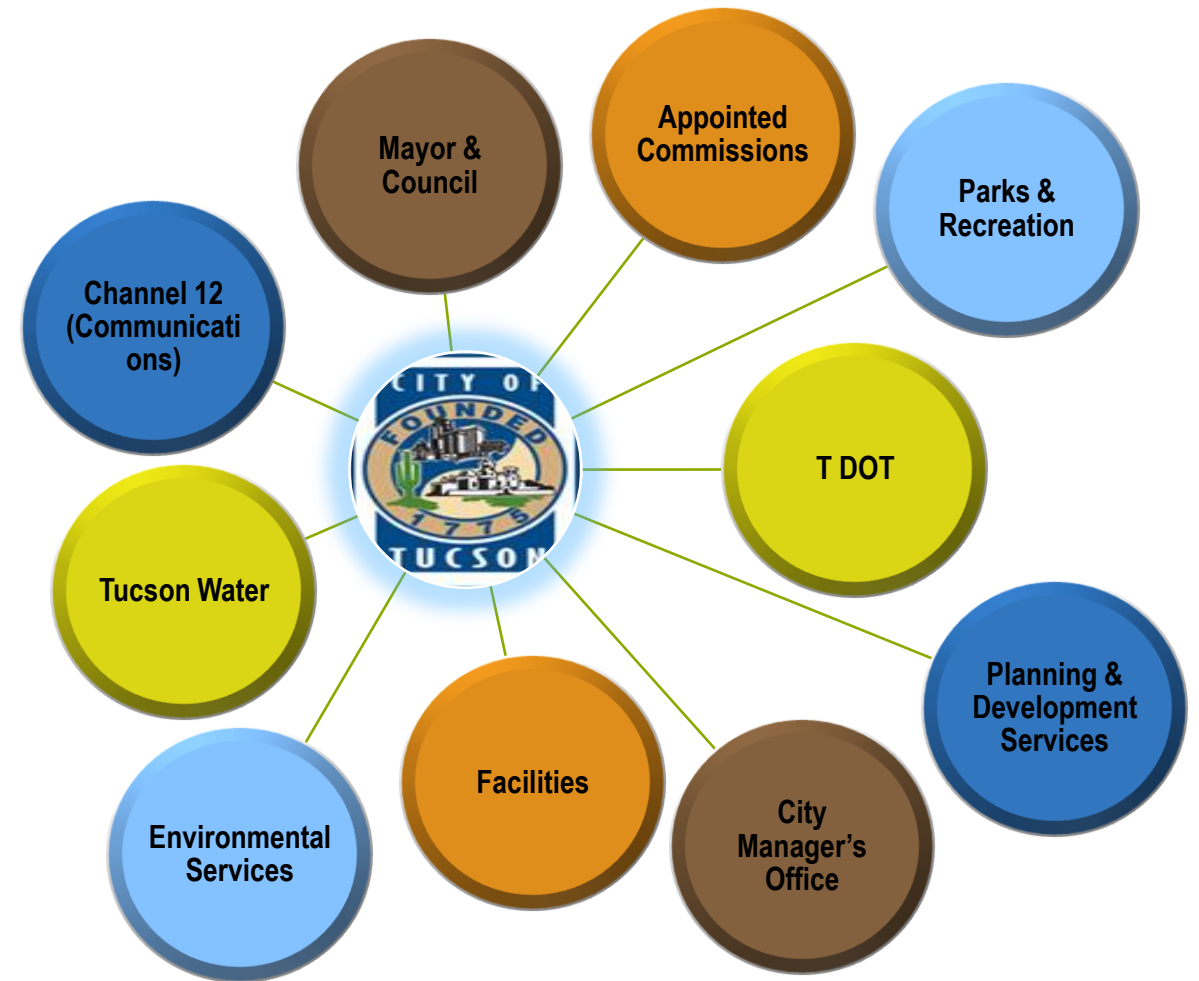 Mayor &
Council
Appointed
Commissions
Parks &
Recreation
Channel 12
(Communicati
ons)
CITY OF
FOUNDED
1775
TUCSON
T DOT
Tucson Water
Planning &
Development
Services
Environmental
Services
Facilities
City
Manager’s
Office